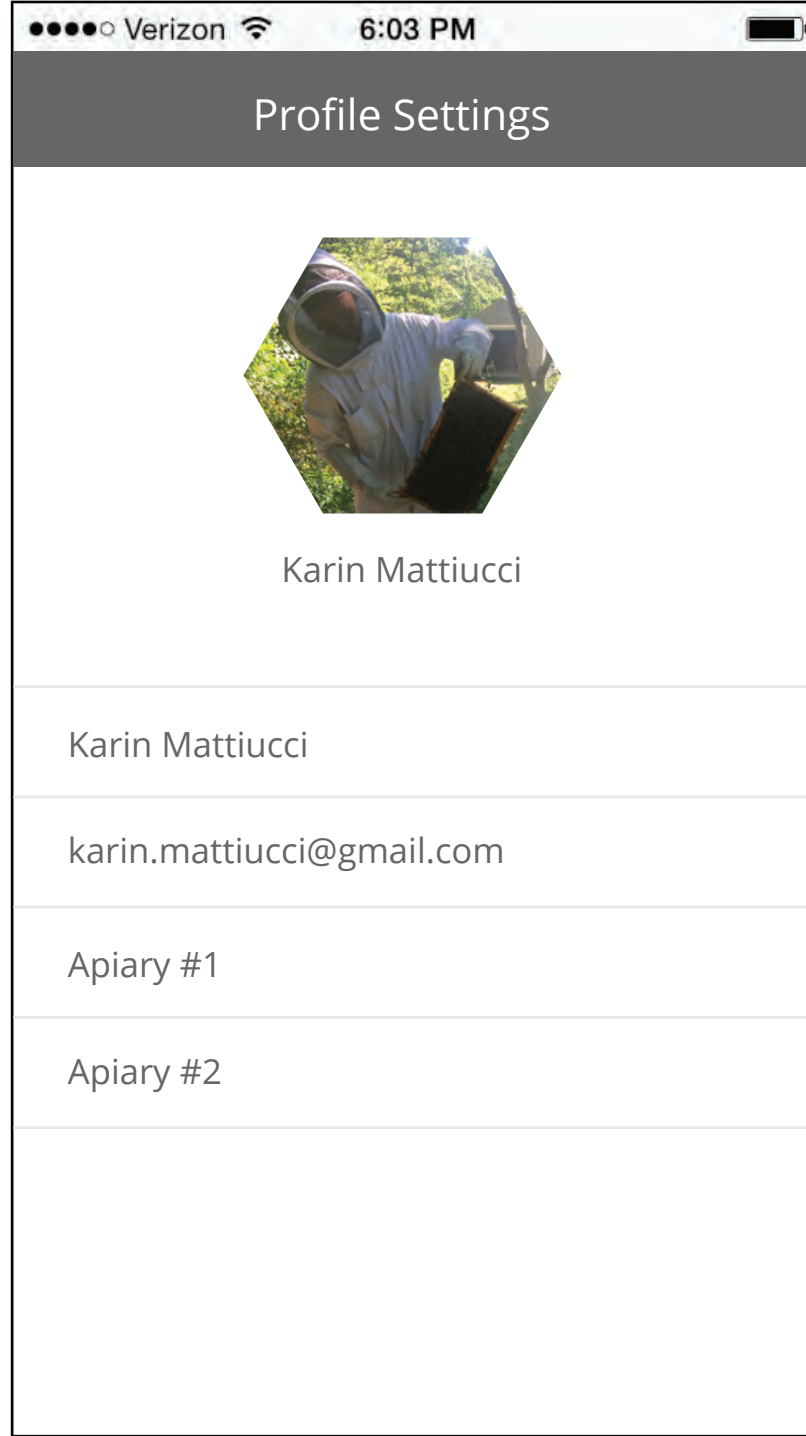 Verizon 6:03 PM
Profile Settings
Karin Mattiucci
Karin Mattiucci
karin.mattiucci@gmail.com
Apiary #1
Apiary #2